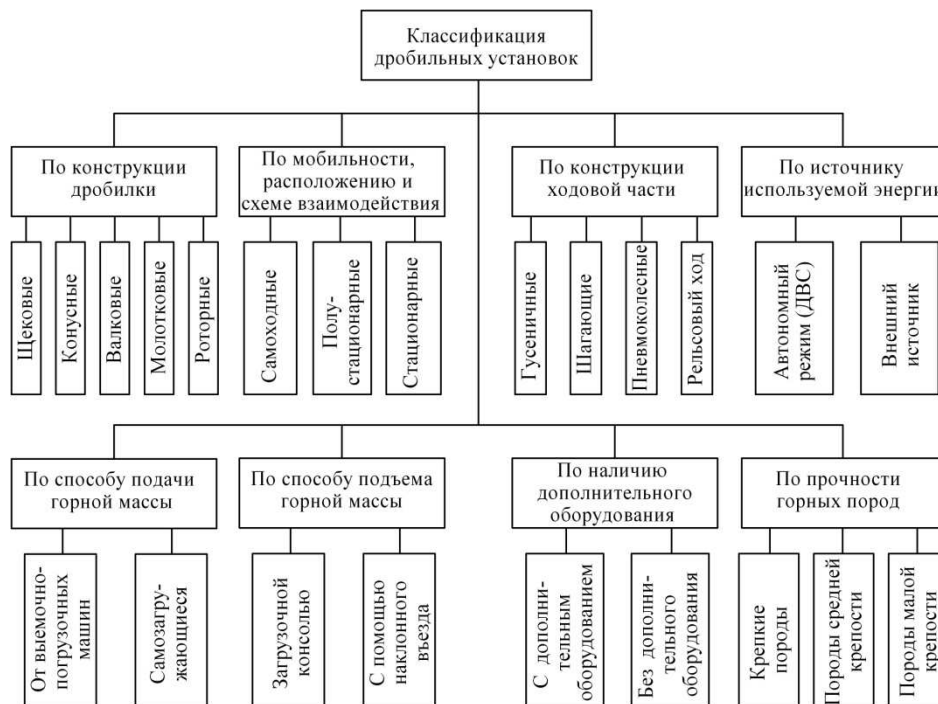 Классификация
дробильных установок
По конструкции
дробилки
Щековые
Конусные
Валковые
Молотковые
Роторные
По мобильности,
расположению и
схеме взаимодействия
Самоходные
Полу-
стационарные
Стационарные
По конструкции
ходовой части
Гусеничные
Шагающие
Пневмоколесные
Рельсовый ход
По источнику
используемой энергии
Автономный
режим (ДВС)
Внешний
источник
По способу подачи
горной массы
От выемочно-
погрузочных
машин
Самозагру-
жающиеся
По способу подъема
горной массы
Загрузочной
консолью
С помощью
наклонного
въезда
По наличию
дополнительного
оборудования
С дополни-
тельным
оборудованием
Без дополни-
тельного
оборудования
По прочности
горных пород
Крепкие
породы
Породы средней
крепости
Породы малой
крепости